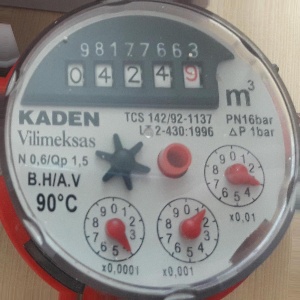 98177663
04249
m³
KADEN
Vilimeksas
TCS 142/92-1137
2-430:1996
PN16bar
ΔP 1bar
N 0,6/Qp 1,5
B.H/A.V
90°C
x0,01
x0,001
x0,0001